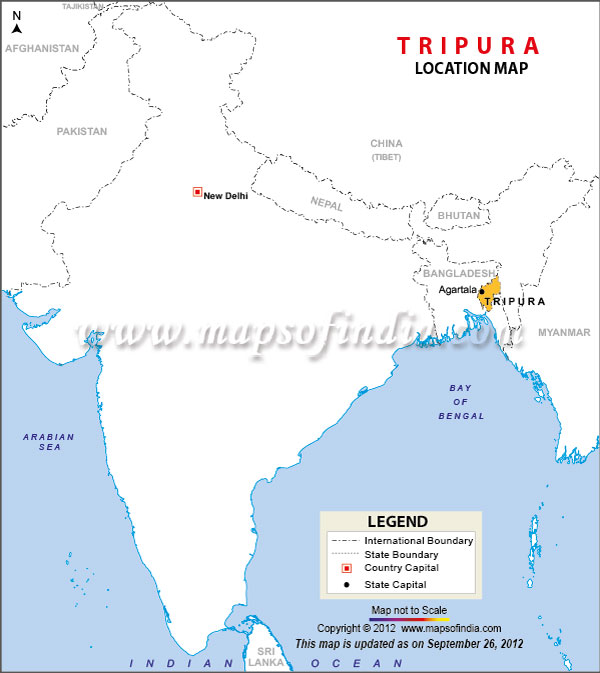 N
TAJIKISTAN
AFGHANISTAN
TRIPURA
LOCATION MAP
PAKISTAN
CHINA
(TIBET)
New Delhi
NEPAL
BHUTAN
BANGLADESH
Agartala
TRIPURA
www.mapsofindia.com
MYANMAR
BAY
OF
BENGAL
ARABIAN
SEA
LEGEND
International Boundary
State Boundary
Country Capital
State Capital
Map not to Scale
Copyright © 2012 www.mapsofindia.com
This map is updated as on September 26, 2012
SRI
LANKA
INDIAN OCEAN